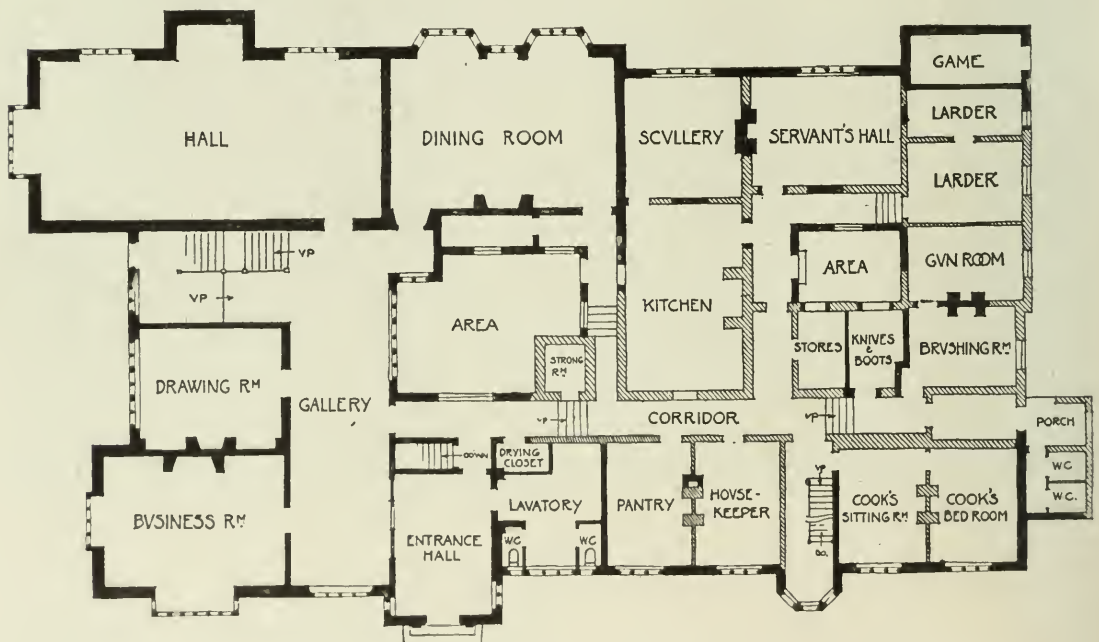 GAME
LARDER
HALL
DINING ROOM
SCVLLERY
SERVANT'S HALL
LARDER
VP
AREA
GVN ROOM
VP
AREA
KITCHEN
STORES
KNIVES
&
BOOTS
BRVSHING RM
STRONG
RM
DRAWING RM
GALLERY
VP
CORRIDOR
VP
PORCH
DOWN
DRYING
CLOSET
VP
WC
WC.
LAVATORY
PANTRY
HOVSE-
KEEPER
COOK'S
SITTING RM
COOK'S
BED ROOM
BVSINESS RM
ENTRANCE
HALL
WC
WC
DO.